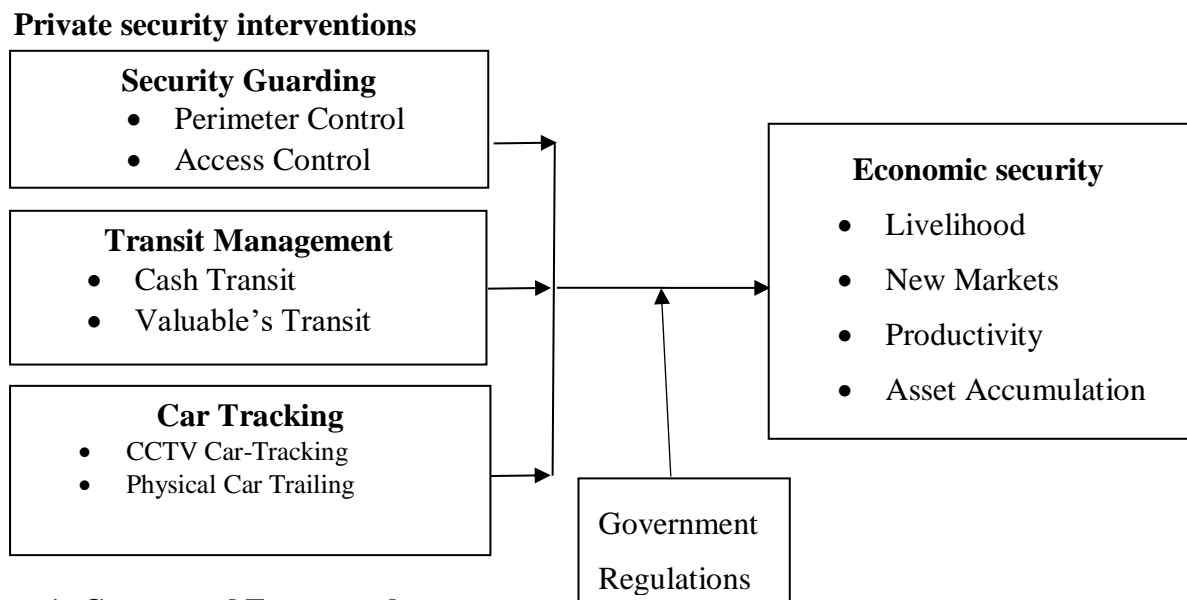 Private security interventions
Security Guarding
• Perimeter Control
• Access Control
Transit Management
• Cash Transit
• Valuable’s Transit
Car Tracking
• CCTV Car-Tracking
• Physical Car Trailing
Government
Regulations
Economic security
• Livelihood
• New Markets
• Productivity
• Asset Accumulation